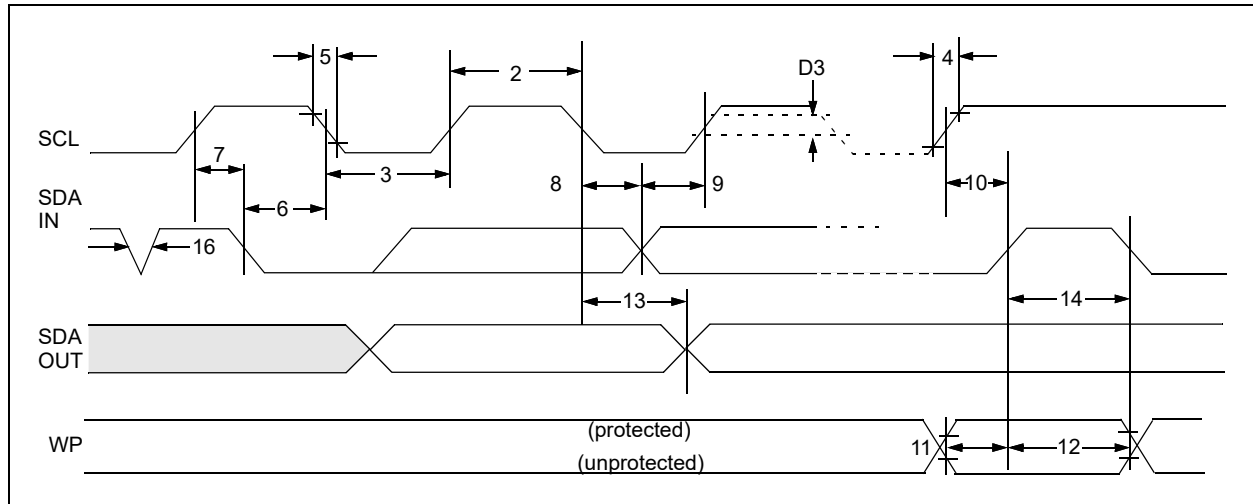 5
2
D3
4
SCL
7
3
8
9
10
SDA
IN
6
16
13
14
SDA
OUT
WP
(protected)
(unprotected)
11
12